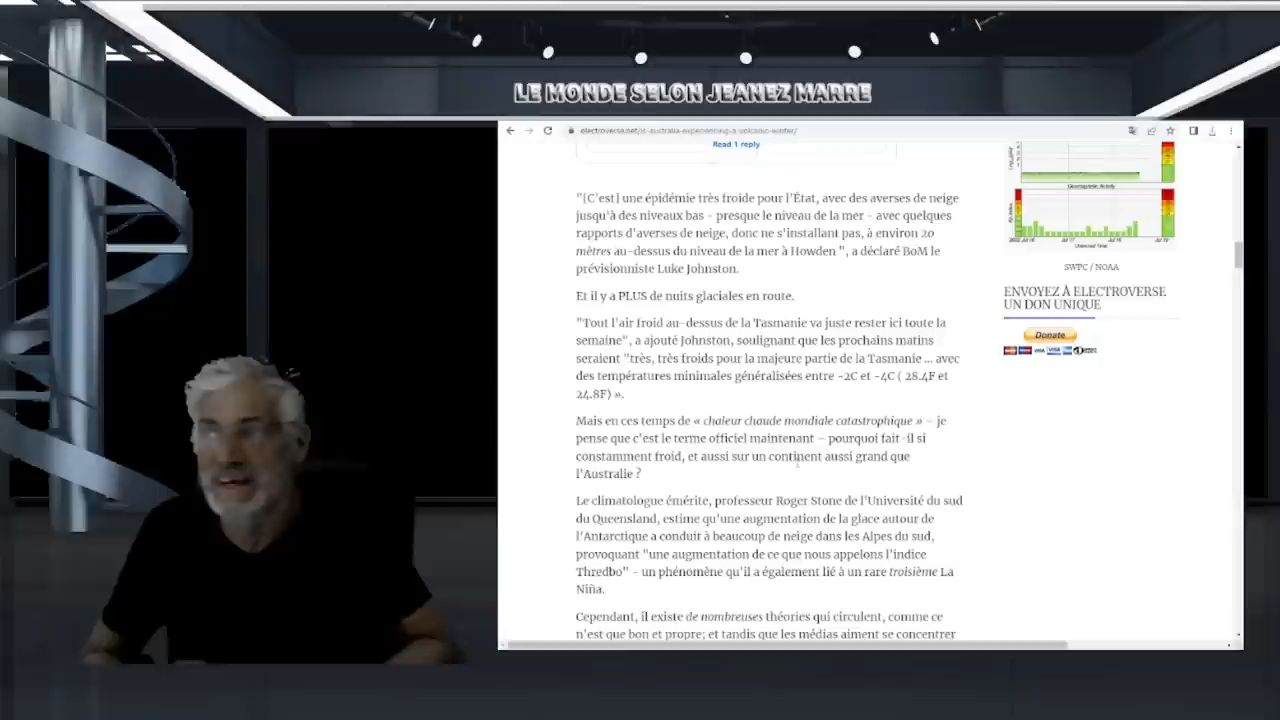 LE MONDE SELON JEANEZ MARRE
electroverse.net/is-australia-experiencing-a-volcanic-winter/
Read 1 reply
"[C'est] une épidémie très froide pour l'État, avec des averses de neige
jusqu'à des niveaux bas - presque le niveau de la mer - avec quelques
rapports d'averses de neige, donc ne s'installant pas, à environ 20
mètres au-dessus du niveau de la mer à Howden ", a déclaré BoM le
prévisionniste Luke Johnston.
Et il y a PLUS de nuits glaciales en route.
"Tout l'air froid au-dessus de la Tasmanie va juste rester ici toute la
semaine", a ajouté Johnston, soulignant que les prochains matins
seraient "très, très froids pour la majeure partie de la Tasmanie ... avec
des températures minimales généralisées entre -2C et -4C ( 28.4F et
24.8F) ».
Mais en ces temps de « chaleur chaude mondiale catastrophique » – je
pense que c'est le terme officiel maintenant – pourquoi fait-il si
constamment froid, et aussi sur un continent aussi grand que
l'Australie ?
Le climatologue émérite, professeur Roger Stone de l'Université du sud
du Queensland, estime qu'une augmentation de la glace autour de
l'Antarctique a conduit à beaucoup de neige dans les Alpes du sud,
provoquant "une augmentation de ce que nous appelons l'indice
Thredbo" - un phénomène qu'il a également lié à un rare troisième La
Niña.
Cependant, il existe de nombreuses théories qui circulent, comme ce
n'est que bon et propre; et tandis que les médias aiment se concentrer
Universal Time
SWPC / NOAA
ENVOYEZ À ELECTROVERSE
UN DON UNIQUE
Donate